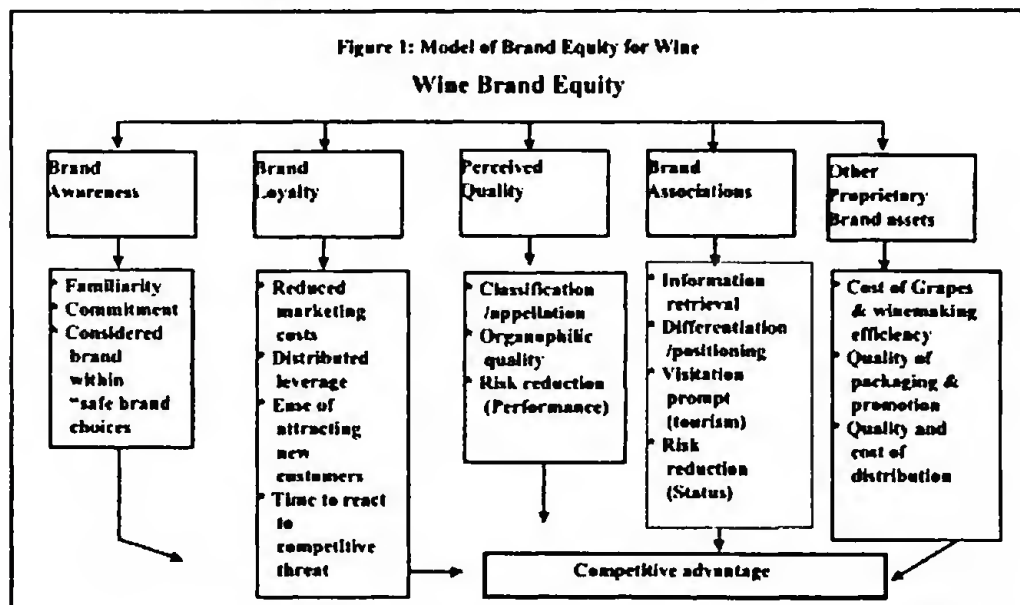 Figure 1: Model of Brand Equity for Wine
Wine Brand Equity
Brand
Awareness
Brand
Loyalty
Perceived
Quality
Brand
Associations
Other
Proprietary
Brand assets
Familiarity
Commitment
Considered
brand
within
"safe brand
choices
Reduced
marketing
costs
Distributed
leverage
Ease of
attracting
new
customers
Time to react
to
competitive
threat
Classification
/appellation
Organophilic
quality
Risk reduction
(Performance)
Information
retrieval
Differentiation
/positioning
Visitation
prompt
(tourism)
Risk
reduction
(Status)
Cost of Grapes
& winemaking
efficiency
Quality of
packaging &
promotion
Quality and
cost of
distribution
Competitive advantage